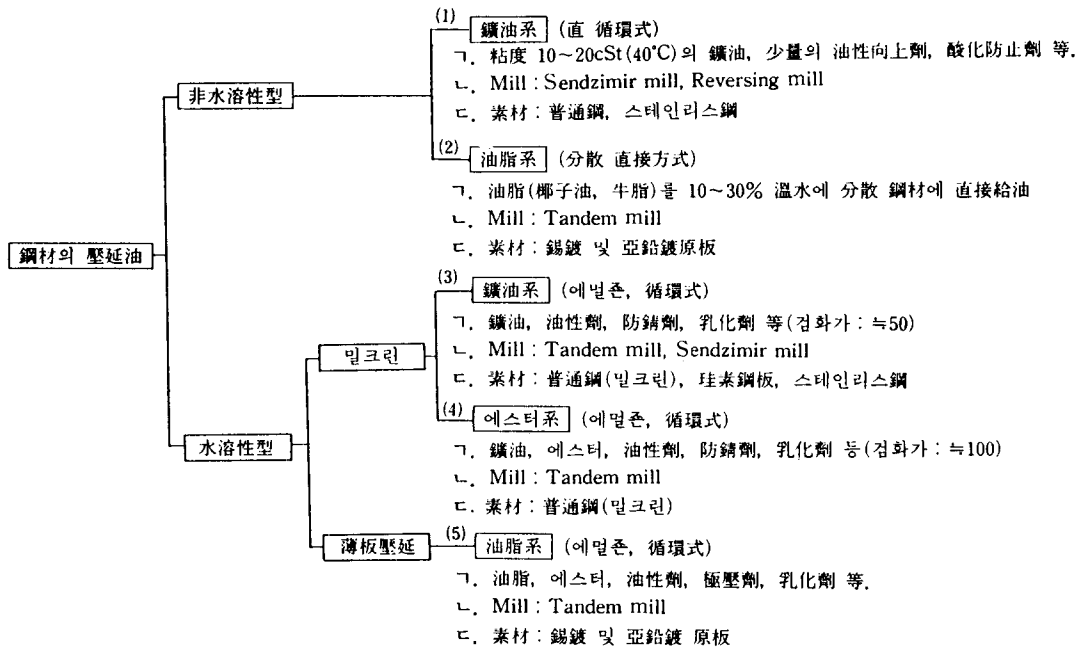 (1) 鑛油系 (直 循環式)
ㄱ. 粘度 10~20cSt(40°C)의 鑛油, 少量의 油性向上劑, 酸化防止劑 等.
ㄴ. Mill : Sendzimir mill, Reversing mill
ㄷ. 素材 : 普通鋼, 스테인리스鋼
非水溶性型
(2) 油脂系 (分散 直接方式)
ㄱ. 油脂(椰子油, 牛脂)를 10~30% 溫水에 分散 鋼材에 直接給油
ㄴ. Mill : Tandem mill
ㄷ. 素材 : 錫鍍 및 亞鉛鍍原板
鋼材의 壓延油
(3) 鑛油系 (에멀죤, 循環式)
ㄱ. 鑛油, 油性劑, 防錆劑, 乳化劑 等(검화가 : ≒50)
ㄴ. Mill : Tandem mill, Sendzimir mill
ㄷ. 素材 : 普通鋼(밀크린), 珪素鋼板, 스테인리스鋼
밀크린
(4) 에스터系 (에멀죤, 循環式)
ㄱ. 鑛油, 에스터, 油性劑, 防錆劑, 乳化劑 등(검화가 : ≒100)
ㄴ. Mill : Tandem mill
ㄷ. 素材 : 普通鋼(밀크린)
水溶性型
薄板壓延
(5) 油脂系 (에멀죤, 循環式)
ㄱ. 油脂, 에스터, 油性劑, 極壓劑, 乳化劑 等.
ㄴ. Mill : Tandem mill
ㄷ. 素材 : 錫鍍 및 亞鉛鍍 原板